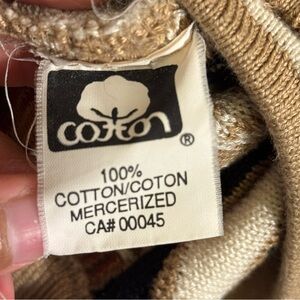 cotton
®
100%
COTTON/COTON
MERCERIZED
CA# 00045